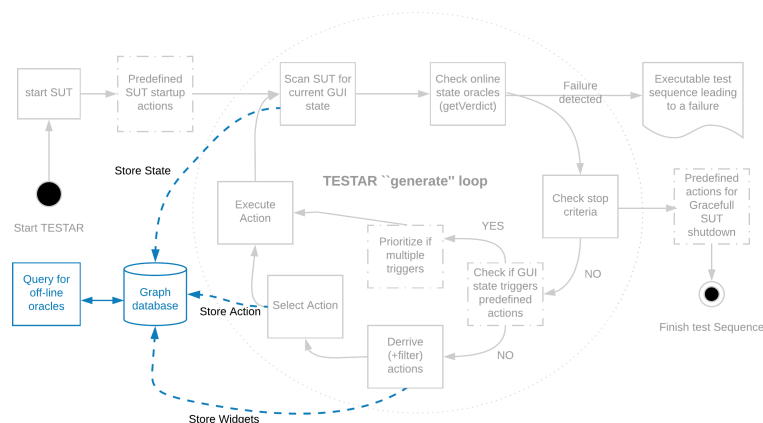 start SUT
Predefined
SUT startup
actions
Scan SUT for
current GUI
state
Check online
state oracles
(getVerdict)
Failure
detected
Executable test
sequence leading
to a failure
Store State
TESTAR ``generate'' loop
Execute
Action
Check stop
criteria
Predefined
actions for
Gracefull
SUT
shutdown
Start TESTAR
YES
Prioritize if
multiple
triggers
NO
Check if GUI
state triggers
predefined
actions
Query for
off-line
oracles
Graph
database
Store Action
Select Action
Finish test Sequence
Derrive
(+filter)
actions
NO
Store Widgets